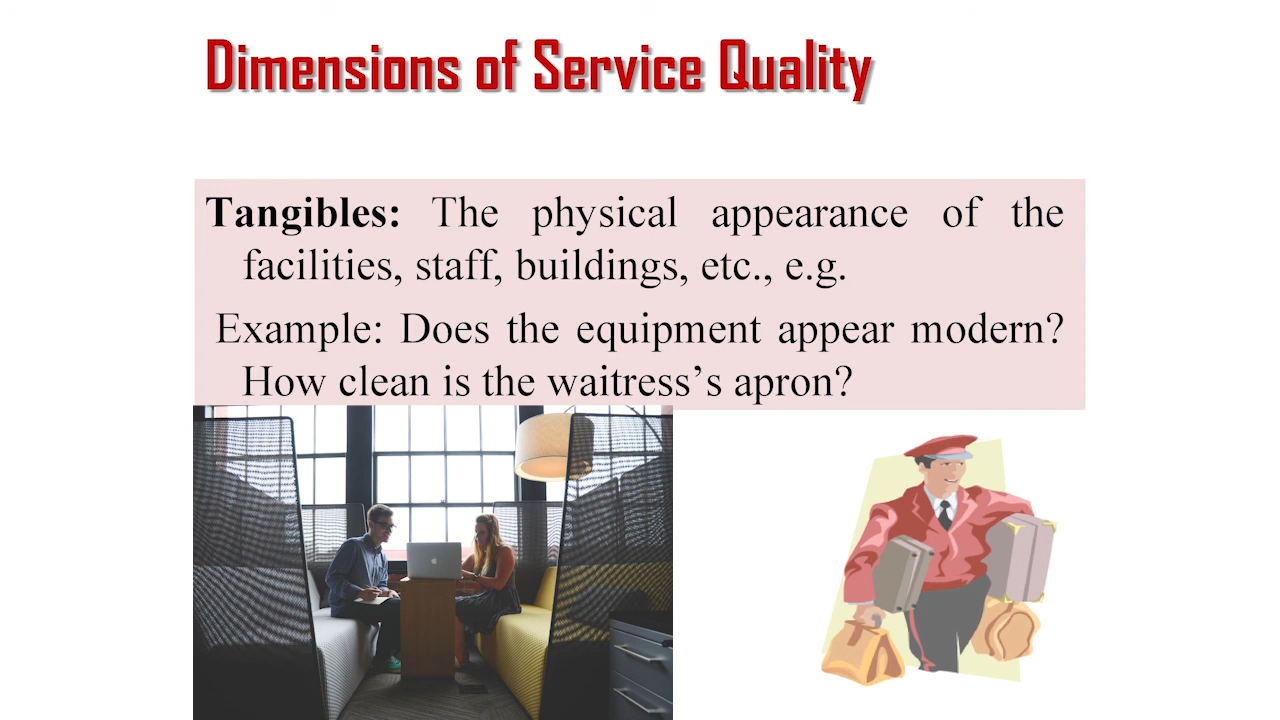 Dimensions of Service Quality
Tangibles: The physical appearance of the
facilities, staff, buildings, etc., e.g.
Example: Does the equipment appear modern?
How clean is the waitress’s apron?